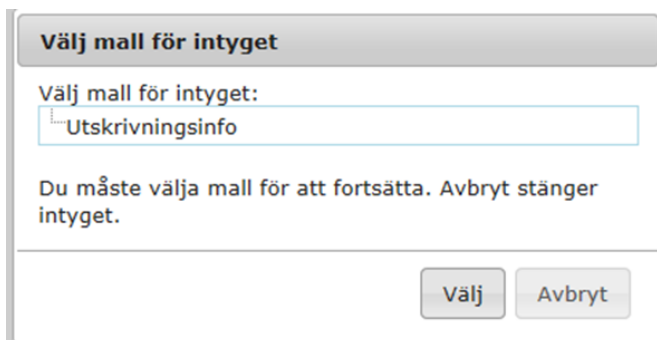 Välj mall för intyget
Välj mall för intyget:
Utskrivningsinfo
Du måste välja mall för att fortsätta. Avbryt stänger
intyget.
Välj
Avbryt